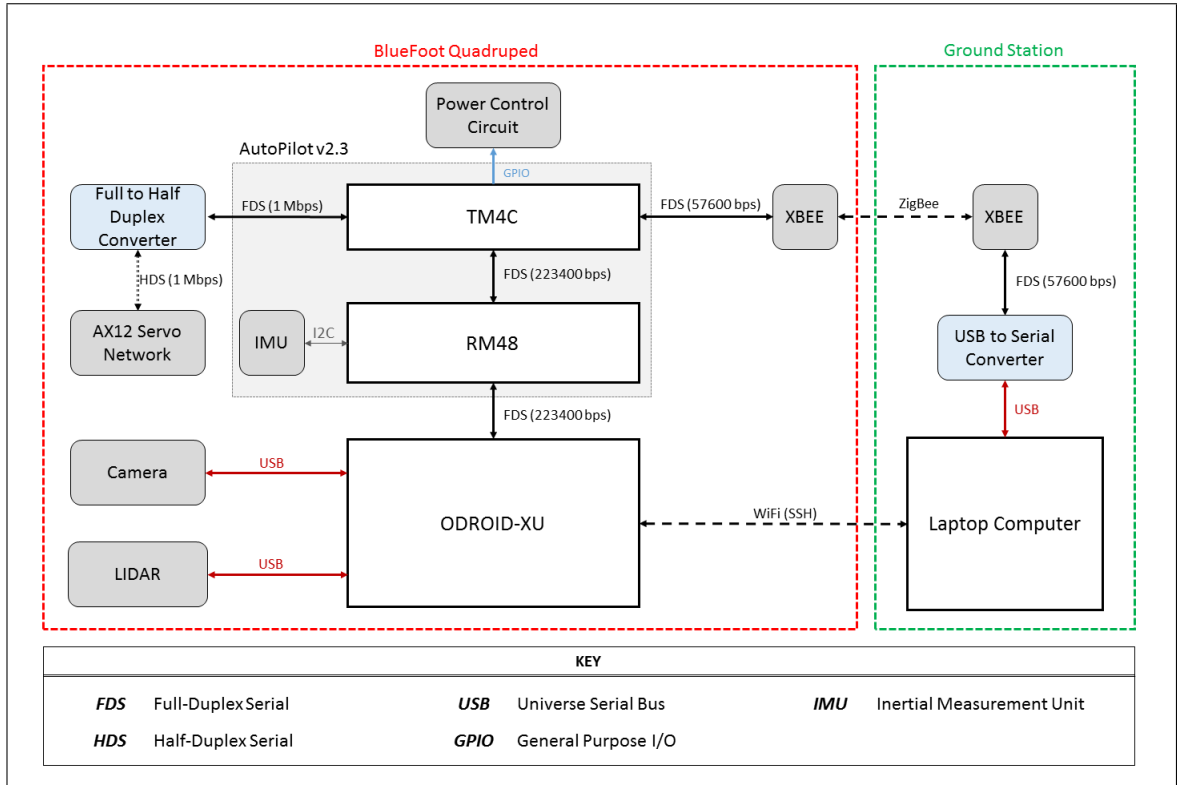 BlueFoot Quadruped
Ground Station
Power Control
Circuit
AutoPilot v2.3
GPIO
Full to Half
Duplex
Converter
FDS (1 Mbps)
TM4C
FDS (57600 bps)
XBEE
ZigBee
XBEE
HDS (1 Mbps)
FDS (223400 bps)
FDS (57600 bps)
AX12 Servo
Network
IMU
I2C
RM48
USB to Serial
Converter
FDS (223400 bps)
USB
Camera
USB
ODROID-XU
WiFi (SSH)
Laptop Computer
LIDAR
USB
KEY
FDS Full-Duplex Serial
USB Universe Serial Bus
IMU Inertial Measurement Unit
HDS Half-Duplex Serial
GPIO General Purpose I/O